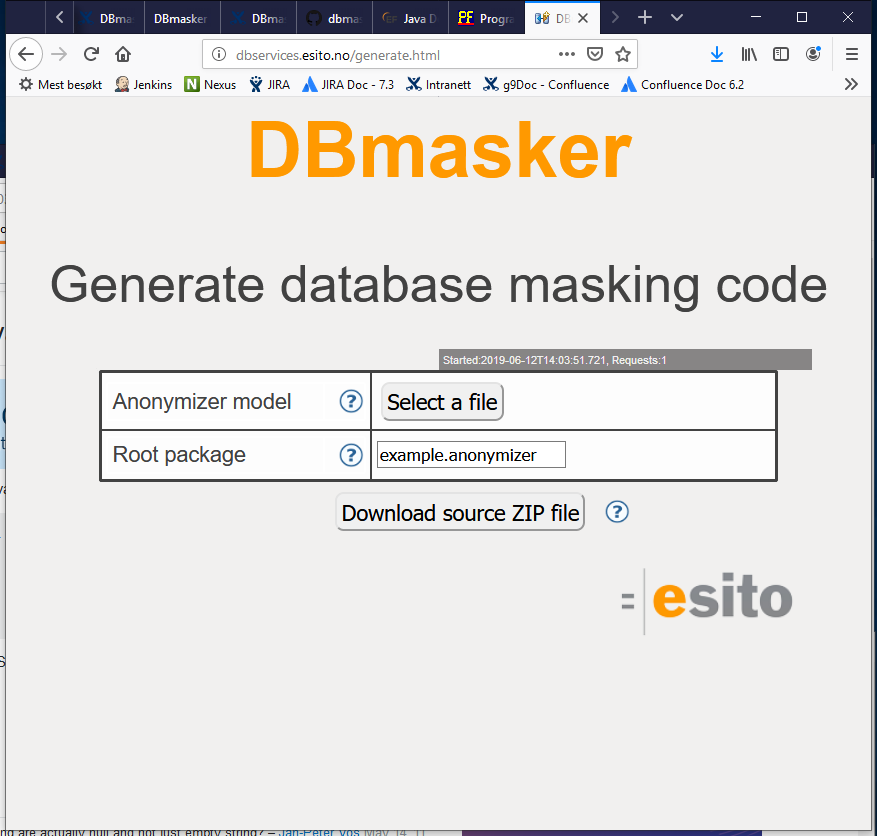 DBma
DBmasker
DBma
dbma
Java D
Progra
DB
dbservices.esito.no/generate.html
Mest besøkt
Jenkins
Nexus
JIRA
JIRA Doc - 7.3
Intranett
g9Doc - Confluence
Confluence Doc 6.2
DBmasker
Generate database masking code
Started:2019-06-12T14:03:51.721, Requests:1
Anonymizer model ?
Select a file
Root package ?
example.anonymizer
Download source ZIP file ?
= esito
ng are actually null and not just empty string? – Jan-Peter Vos May 14, 11